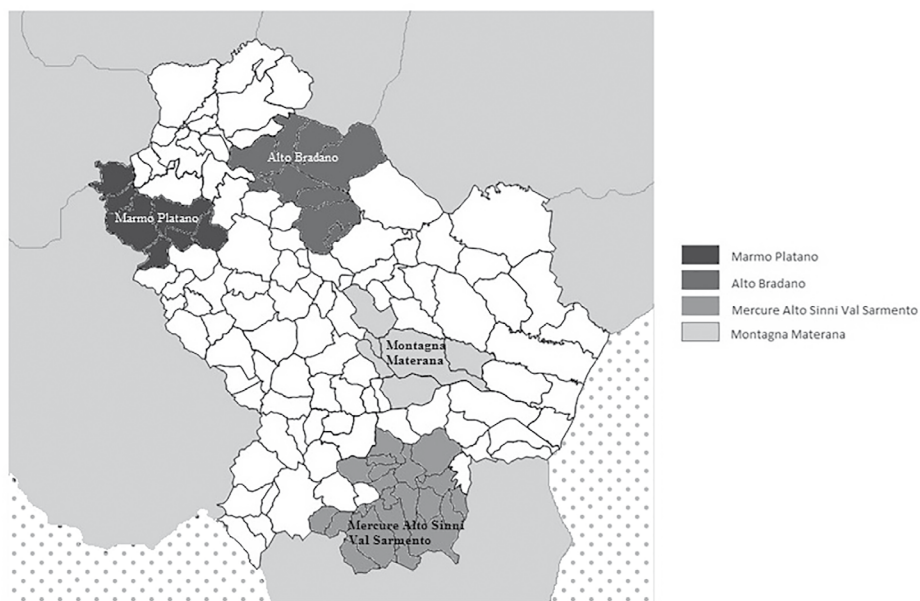 Alto Bradano
Marmo Platano
Montagna
Materana
Mercure Alto Sinni
Val Sarmento
Marmo Platano
Alto Bradano
Mercure Alto Sinni Val Sarmento
Montagna Materana